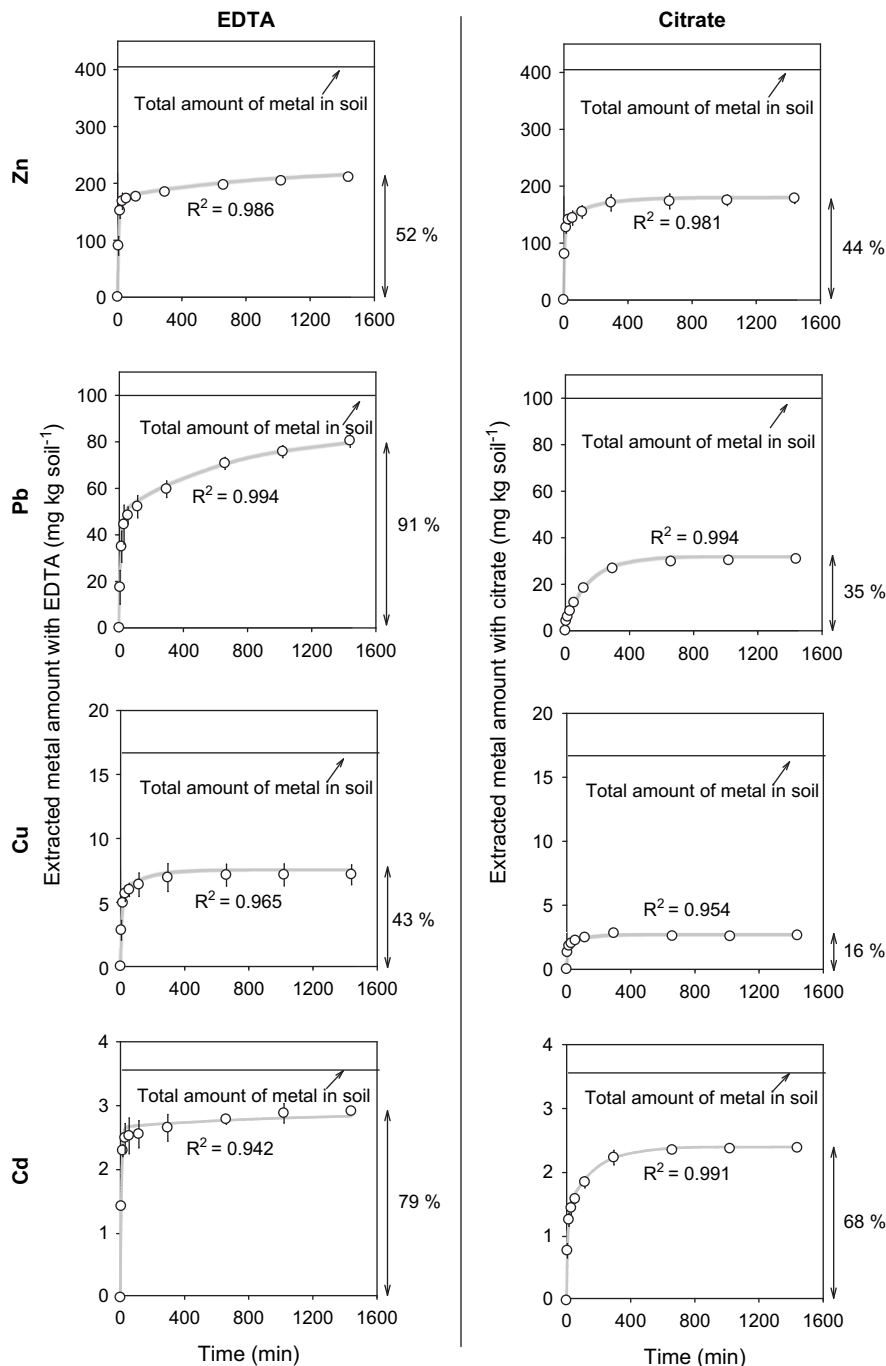 EDTA
Citrate
Zn
400
300
200
100
0
Total amount of metal in soil
R² = 0.986
52 %
0 400 800 1200 1600
400
300
200
100
0
Total amount of metal in soil
R² = 0.981
44 %
0 400 800 1200 1600
Extracted metal amount with EDTA (mg kg soil⁻¹)
Extracted metal amount with citrate (mg kg soil⁻¹)
Pb
100
80
60
40
20
0
Total amount of metal in soil
R² = 0.994
91 %
0 400 800 1200 1600
100
80
60
40
20
0
Total amount of metal in soil
R² = 0.994
35 %
0 400 800 1200 1600
Cu
20
15
10
5
0
Total amount of metal in soil
R² = 0.965
43 %
0 400 800 1200 1600
20
15
10
5
0
Total amount of metal in soil
R² = 0.954
16 %
0 400 800 1200 1600
Cd
4
3
2
1
0
Total amount of metal in soil
R² = 0.942
79 %
0 400 800 1200 1600
Time (min)
4
3
2
1
0
Total amount of metal in soil
R² = 0.991
68 %
0 400 800 1200 1600
Time (min)